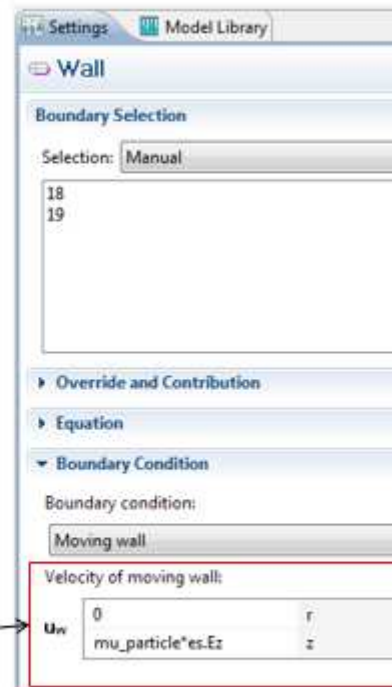 Settings Model Library
Wall
Boundary Selection
Selection: Manual
18
19
Override and Contribution
Equation
Boundary Condition
Boundary condition:
Moving wall
Velocity of moving wall:
uw 0 r
mu_particle*es.Ez z